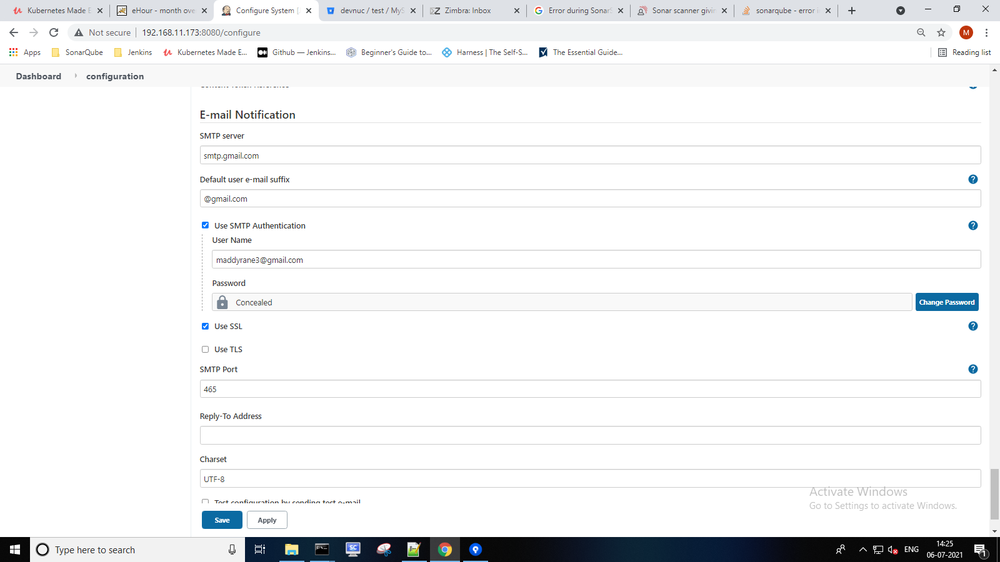 Kubernetes Made E
eHour - month ove
Configure System [
devnuc / test / MyS
Zimbra: Inbox
Error during SonarS
Sonar scanner givin
sonarqube - error i
Not secure
192.168.11.173:8080/configure
M
Apps
SonarQube
Jenkins
Kubernetes Made E...
Github — Jenkins...
Beginner's Guide to...
Harness | The Self-S...
The Essential Guide...
Reading list
Dashboard
configuration
E-mail Notification
SMTP server
smtp.gmail.com
Default user e-mail suffix
?
@gmail.com
Use SMTP Authentication
?
User Name
maddyrane3@gmail.com
Password
Concealed
Change Password
Use SSL
?
Use TLS
SMTP Port
?
465
Reply-To Address
Charset
UTF-8
Test configuration by sending test e-mail
Activate Windows
Go to Settings to activate Windows.
Save
Apply
Type here to search
SC
ENG
14:25
06-07-2021
1